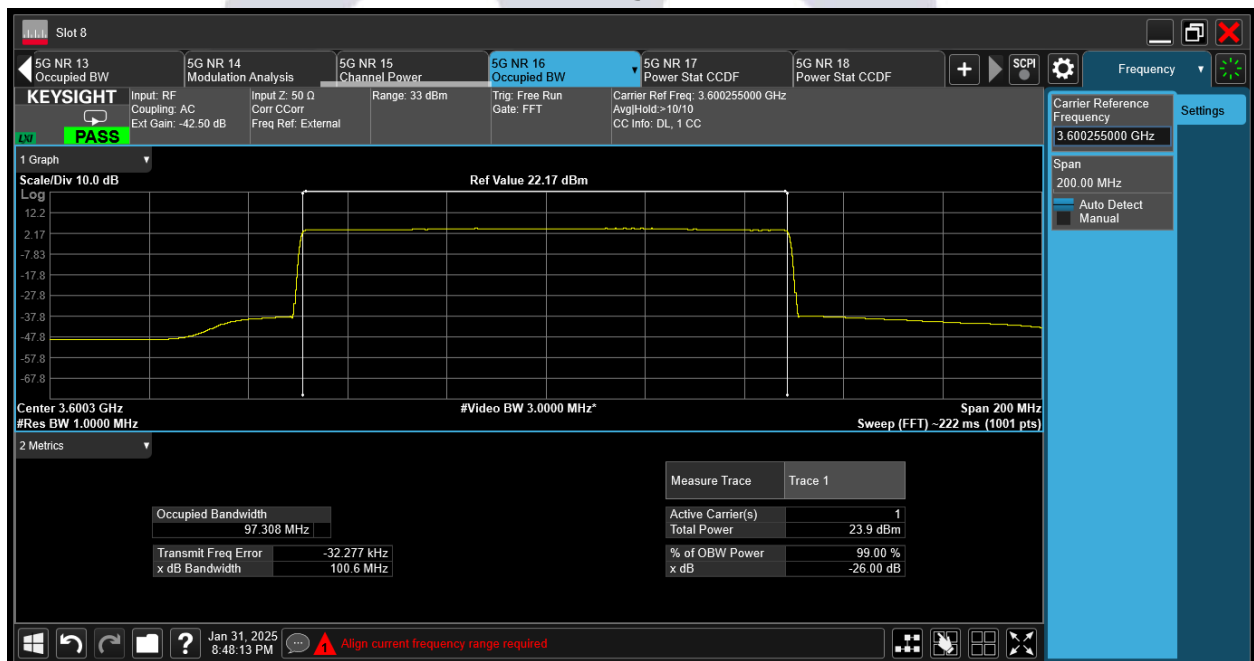 Slot 8
5G NR 13
Occupied BW
5G NR 14
Modulation Analysis
5G NR 15
Channel Power
5G NR 16
Occupied BW
5G NR 17
Power Stat CCDF
5G NR 18
Power Stat CCDF
SCPI
Frequency
KEYSIGHT
LXI
PASS
Input: RF
Coupling: AC
Ext Gain: -42.50 dB
Input Z: 50 Ω
Corr CCorr
Freq Ref: External
Range: 33 dBm
Trig: Free Run
Gate: FFT
Carrier Ref Freq: 3.600255000 GHz
Avg|Hold:>10/10
CC Info: DL, 1 CC
Carrier Reference
Frequency
3.600255000 GHz
Settings
Span
200.00 MHz
Auto Detect
Manual
1 Graph
Scale/Div 10.0 dB
Ref Value 22.17 dBm
Log
12.2
2.17
-7.83
-17.8
-27.8
-37.8
-47.8
-57.8
-67.8
Center 3.6003 GHz
#Video BW 3.0000 MHz*
Span 200 MHz
#Res BW 1.0000 MHz
Sweep (FFT) ~222 ms (1001 pts)
2 Metrics
Measure Trace Trace 1
Occupied Bandwidth
97.308 MHz
Active Carrier(s) 1
Total Power 23.9 dBm
Transmit Freq Error -32.277 kHz
x dB Bandwidth 100.6 MHz
% of OBW Power 99.00 %
x dB -26.00 dB
?
Jan 31, 2025
8:48:13 PM
1
Align current frequency range required